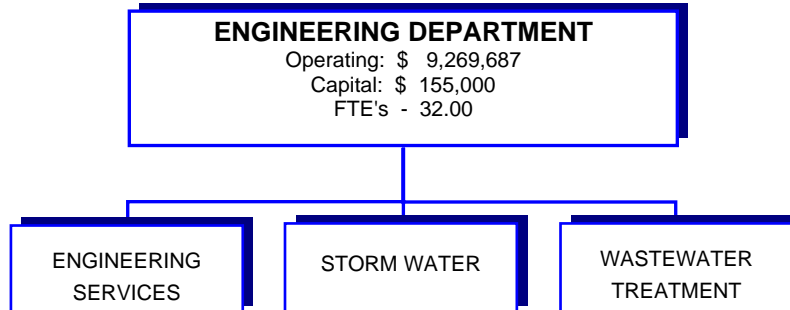 ENGINEERING DEPARTMENT
Operating: $ 9,269,687
Capital: $ 155,000
FTE's - 32.00
ENGINEERING
SERVICES
STORM WATER
WASTEWATER
TREATMENT